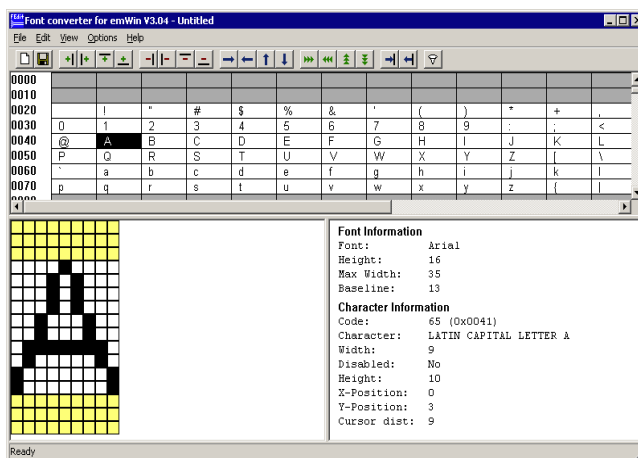 Font converter for emWin V3.04 - Untitled
File Edit View Options Help
0000
0010
0020 ! " # $ % & ' ( ) * + ,
0030 0 1 2 3 4 5 6 7 8 9 : ; <
0040 @ A B C D E F G H I J K L
0050 P Q R S T U V W X Y Z [ \
0060 ` a b c d e f g h i j k l
0070 p q r s t u v w x y z { |
Font Information
Font: Arial
Height: 16
Max Width: 35
Baseline: 13
Character Information
Code: 65 (0x0041)
Character: LATIN CAPITAL LETTER A
Width: 9
Disabled: No
Height: 10
X-Position: 0
Y-Position: 3
Cursor dist: 9
Ready